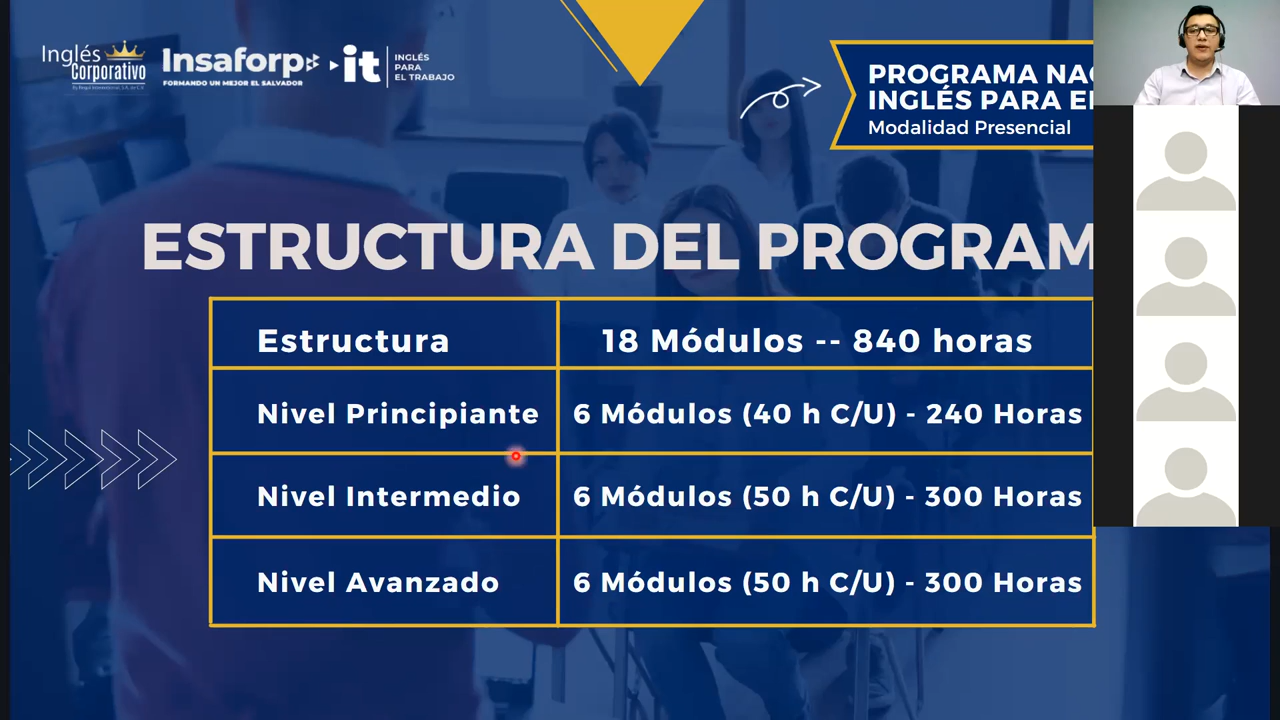 Inglés
Corporativo
Insaforp
FORMANDO UN MEJOR EL SALVADOR
it
INGLÉS
PARA
EL TRABAJO
PROGRAMA NAC
INGLÉS PARA E
Modalidad Presencial
ESTRUCTURA DEL PROGRAM
Estructura
18 Módulos -- 840 horas
Nivel Principiante
6 Módulos (40 h C/U) - 240 Horas
Nivel Intermedio
6 Módulos (50 h C/U) - 300 Horas
Nivel Avanzado
6 Módulos (50 h C/U) - 300 Horas